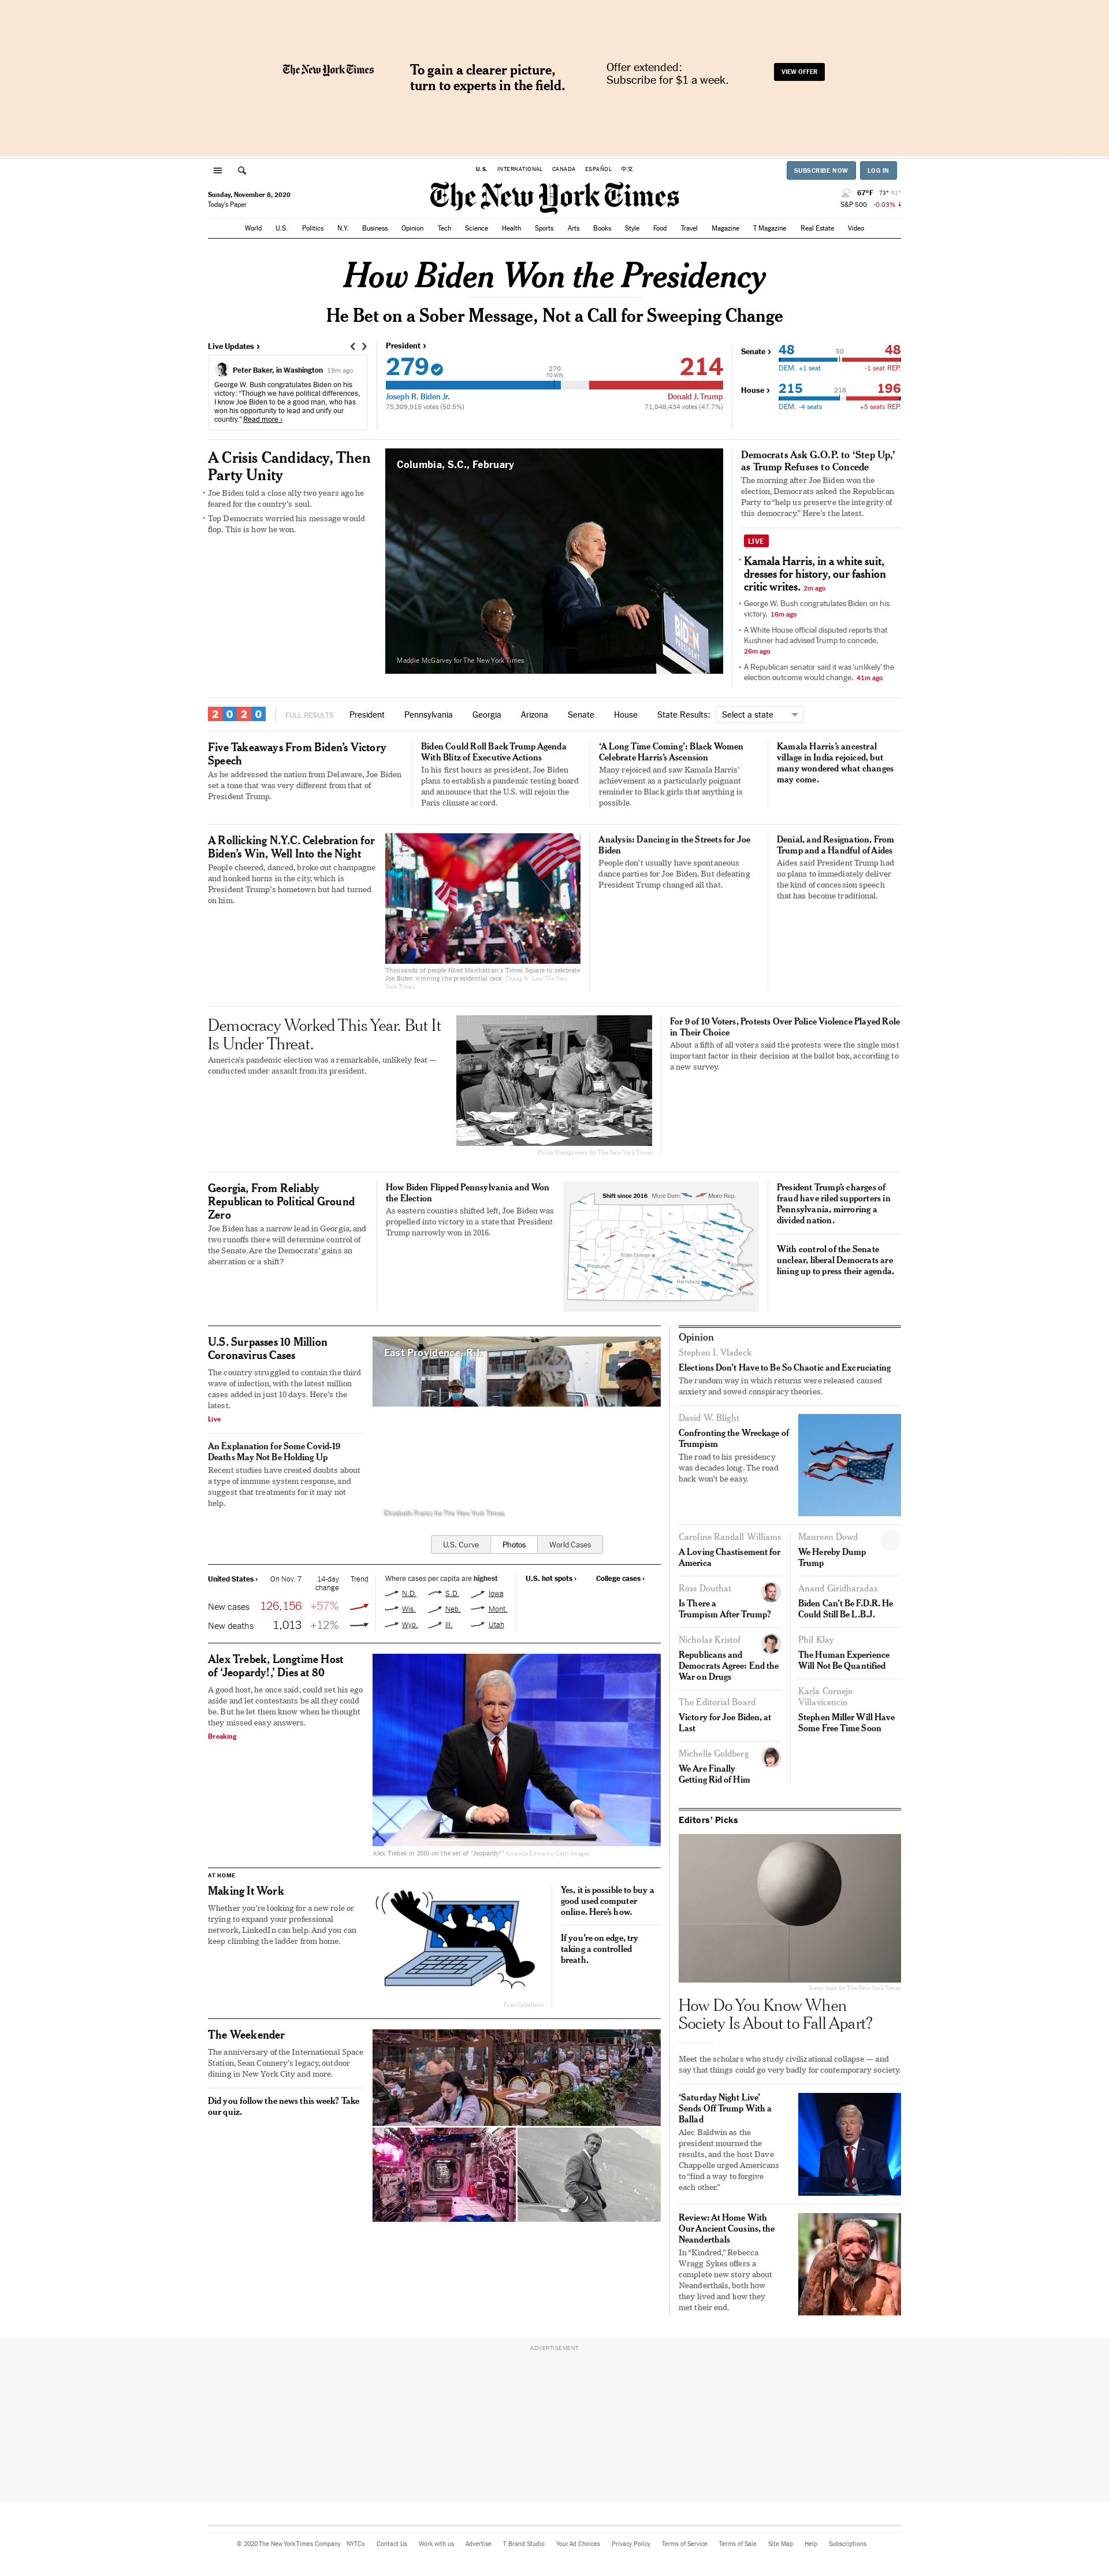 The New York Times
To gain a clearer picture,
turn to experts in the field.
Offer extended:
Subscribe for $1 a week.
VIEW OFFER
U.S. INTERNATIONAL CANADA ESPAÑOL 中文
SUBSCRIBE NOW LOG IN
Sunday, November 8, 2020
Today's Paper
The New York Times
67°F 73° 61°
S&P 500 -0.03% ↓
World U.S. Politics N.Y. Business Opinion Tech Science Health Sports Arts Books Style Food Travel Magazine T Magazine Real Estate Video
How Biden Won the Presidency
He Bet on a Sober Message, Not a Call for Sweeping Change
Live Updates ›
Peter Baker, in Washington 19m ago
George W. Bush congratulates Biden on his
victory: “Though we have political differences,
I know Joe Biden to be a good man, who has
won his opportunity to lead and unify our
country.” Read more ›
President ›
279
270
TO WIN
214
Joseph R. Biden Jr.
Donald J. Trump
75,309,915 votes (50.5%)
71,048,434 votes (47.7%)
Senate › 48 50 48
DEM. +1 seat -1 seat REP.
House › 215 218 196
DEM. -4 seats +5 seats REP.
A Crisis Candidacy, Then
Party Unity
• Joe Biden told a close ally two years ago he
feared for the country's soul.
• Top Democrats worried his message would
flop. This is how he won.
Columbia, S.C., February
BIDEN
Maddie McGarvey for The New York Times
Democrats Ask G.O.P. to ‘Step Up,’
as Trump Refuses to Concede
The morning after Joe Biden won the
election, Democrats asked the Republican
Party to “help us preserve the integrity of
this democracy.” Here's the latest.
LIVE
• Kamala Harris, in a white suit,
dresses for history, our fashion
critic writes. 2m ago
• George W. Bush congratulates Biden on his
victory. 16m ago
• A White House official disputed reports that
Kushner had advised Trump to concede.
26m ago
• A Republican senator said it was ‘unlikely’ the
election outcome would change. 41m ago
2020 FULL RESULTS President Pennsylvania Georgia Arizona Senate House State Results: Select a state
Five Takeaways From Biden's Victory
Speech
As he addressed the nation from Delaware, Joe Biden
set a tone that was very different from that of
President Trump.
Biden Could Roll Back Trump Agenda
With Blitz of Executive Actions
In his first hours as president, Joe Biden
plans to establish a pandemic testing board
and announce that the U.S. will rejoin the
Paris climate accord.
‘A Long Time Coming’: Black Women
Celebrate Harris's Ascension
Many rejoiced and saw Kamala Harris'
achievement as a particularly poignant
reminder to Black girls that anything is
possible.
Kamala Harris's ancestral
village in India rejoiced, but
many wondered what changes
may come.
A Rollicking N.Y.C. Celebration for
Biden's Win, Well Into the Night
People cheered, danced, broke out champagne
and honked horns in the city, which is
President Trump's hometown but had turned
on him.
Thousands of people filled Manhattan's Times Square to celebrate
Joe Biden winning the presidential race. Chang W. Lee/The New
York Times
Analysis: Dancing in the Streets for Joe
Biden
People don't usually have spontaneous
dance parties for Joe Biden. But defeating
President Trump changed all that.
Denial, and Resignation, From
Trump and a Handful of Aides
Aides said President Trump had
no plans to immediately deliver
the kind of concession speech
that has become traditional.
Democracy Worked This Year. But It
Is Under Threat.
America's pandemic election was a remarkable, unlikely feat —
conducted under assault from its president.
Philip Montgomery for The New York Times
For 9 of 10 Voters, Protests Over Police Violence Played Role
in Their Choice
About a fifth of all voters said the protests were the single most
important factor in their decision at the ballot box, according to
a new survey.
Georgia, From Reliably
Republican to Political Ground
Zero
Joe Biden has a narrow lead in Georgia, and
two runoffs there will determine control of
the Senate. Are the Democrats' gains an
aberration or a shift?
How Biden Flipped Pennsylvania and Won
the Election
As eastern counties shifted left, Joe Biden was
propelled into victory in a state that President
Trump narrowly won in 2016.
Shift since 2016 More Dem. More Rep.
State College
Pittsburgh
Harrisburg
Phila.
President Trump's charges of
fraud have riled supporters in
Pennsylvania, mirroring a
divided nation.
With control of the Senate
unclear, liberal Democrats are
lining up to press their agenda.
U.S. Surpasses 10 Million
Coronavirus Cases
The country struggled to contain the third
wave of infection, with the latest million
cases added in just 10 days. Here's the
latest.
Live
An Explanation for Some Covid-19
Deaths May Not Be Holding Up
Recent studies have created doubts about
a type of immune system response, and
suggest that treatments for it may not
help.
East Providence, R.I.
Elizabeth Frantz for The New York Times
U.S. Curve Photos World Cases
United States › On Nov. 7 14-day
change Trend
New cases 126,156 +57%
New deaths 1,013 +12%
Where cases per capita are highest
N.D. S.D. Iowa
Wis. Neb. Mont.
Wyo. Ill. Utah
U.S. hot spots › College cases ›
Alex Trebek, Longtime Host
of ‘Jeopardy!,’ Dies at 80
A good host, he once said, could set his ego
aside and let contestants be all they could
be. But he let them know when he thought
they missed easy answers.
Breaking
Alex Trebek in 2010 on the set of “Jeopardy!” Amanda Edwards/Getty Images
AT HOME
Making It Work
Whether you're looking for a new role or
trying to expand your professional
network, LinkedIn can help. And you can
keep climbing the ladder from home.
Fran Caballero
Yes, it is possible to buy a
good used computer
online. Here's how.
If you're on edge, try
taking a controlled
breath.
The Weekender
The anniversary of the International Space
Station, Sean Connery's legacy, outdoor
dining in New York City and more.
Did you follow the news this week? Take
our quiz.
Opinion
Stephen I. Vladeck
Elections Don't Have to Be So Chaotic and Excruciating
The random way in which returns were released caused
anxiety and sowed conspiracy theories.
David W. Blight
Confronting the Wreckage of
Trumpism
The road to his presidency
was decades long. The road
back won't be easy.
Caroline Randall Williams
A Loving Chastisement for
America
Ross Douthat
Is There a
Trumpism After Trump?
Nicholas Kristof
Republicans and
Democrats Agree: End the
War on Drugs
The Editorial Board
Victory for Joe Biden, at
Last
Michelle Goldberg
We Are Finally
Getting Rid of Him
Maureen Dowd
We Hereby Dump
Trump
Anand Giridharadas
Biden Can't Be F.D.R. He
Could Still Be L.B.J.
Phil Klay
The Human Experience
Will Not Be Quantified
Karla Cornejo
Villavicencio
Stephen Miller Will Have
Some Free Time Soon
Editors' Picks
Kenji Aoki for The New York Times
How Do You Know When
Society Is About to Fall Apart?
Meet the scholars who study civilizational collapse — and
say that things could go very badly for contemporary society.
‘Saturday Night Live’
Sends Off Trump With a
Ballad
Alec Baldwin as the
president mourned the
results, and the host Dave
Chappelle urged Americans
to “find a way to forgive
each other.”
Review: At Home With
Our Ancient Cousins, the
Neanderthals
In “Kindred,” Rebecca
Wragg Sykes offers a
complete new story about
Neanderthals, both how
they lived and how they
met their end.
ADVERTISEMENT
© 2020 The New York Times Company NYTCo Contact Us Work with us Advertise T Brand Studio Your Ad Choices Privacy Policy Terms of Service Terms of Sale Site Map Help Subscriptions